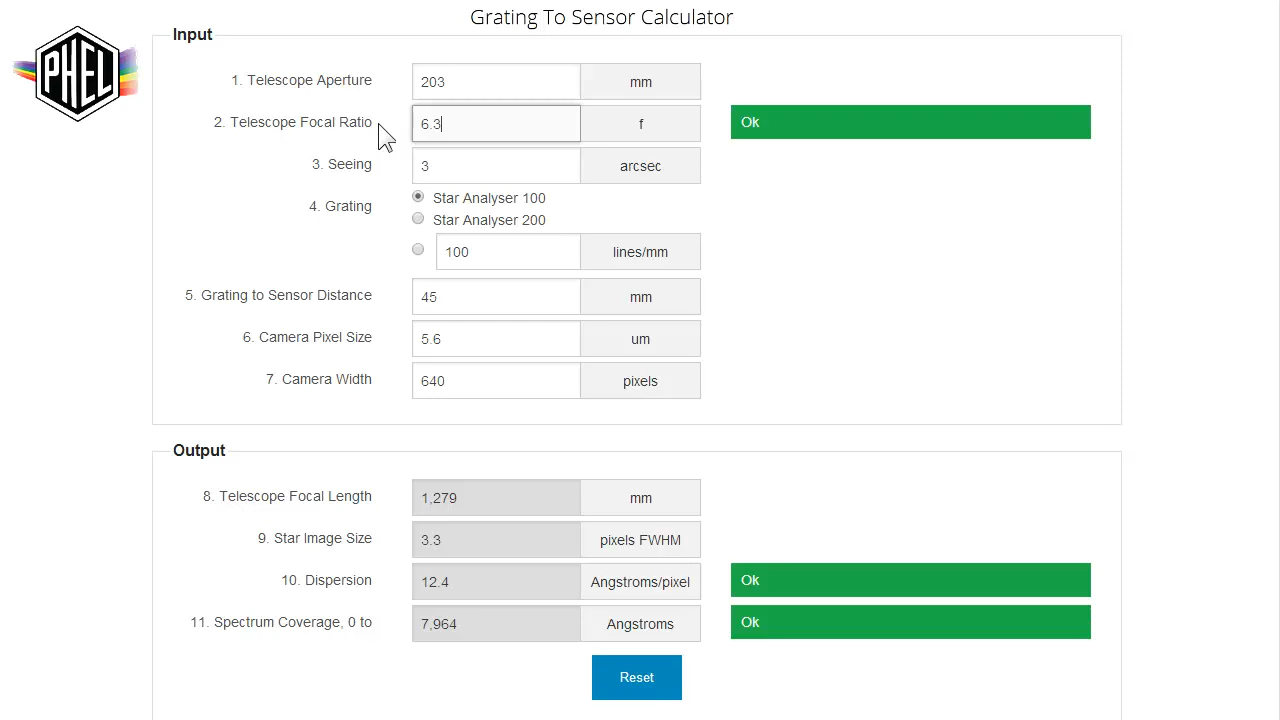 Grating To Sensor Calculator
PHEL
Input
1. Telescope Aperture 203 mm
2. Telescope Focal Ratio 6.3 f Ok
3. Seeing 3 arcsec
4. Grating Star Analyser 100
Star Analyser 200
100 lines/mm
5. Grating to Sensor Distance 45 mm
6. Camera Pixel Size 5.6 um
7. Camera Width 640 pixels
Output
8. Telescope Focal Length 1,279 mm
9. Star Image Size 3.3 pixels FWHM
10. Dispersion 12.4 Angstroms/pixel Ok
11. Spectrum Coverage, 0 to 7,964 Angstroms Ok
Reset